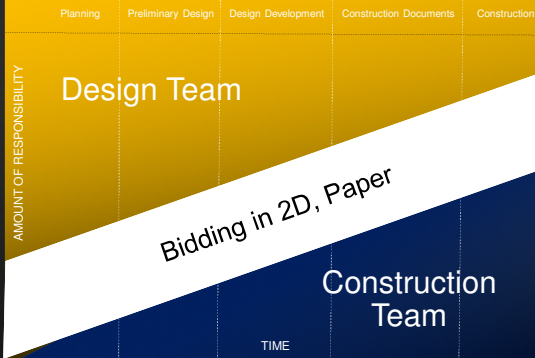 Planning Preliminary Design Design Development Construction Documents Construction
Design Team
AMOUNT OF RESPONSIBILITY
Bidding in 2D, Paper
Construction
Team
TIME